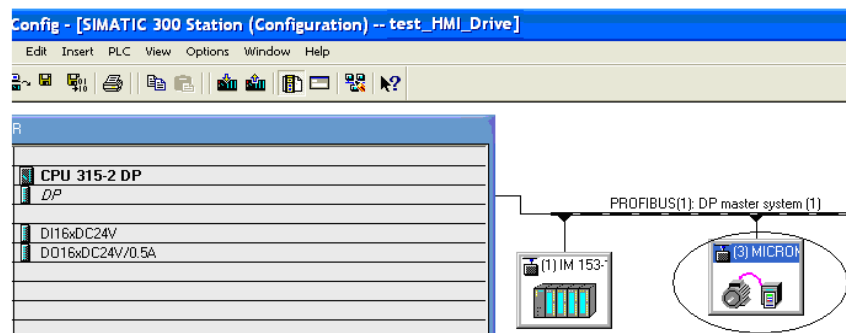 Config - [SIMATIC 300 Station (Configuration) -- test_HMI_Drive]
Edit Insert PLC View Options Window Help
R
CPU 315-2 DP
DP
DI16xDC24V
DO16xDC24V/0.5A
PROFIBUS(1): DP master system (1)
(1) IM 153-
(3) MICROM